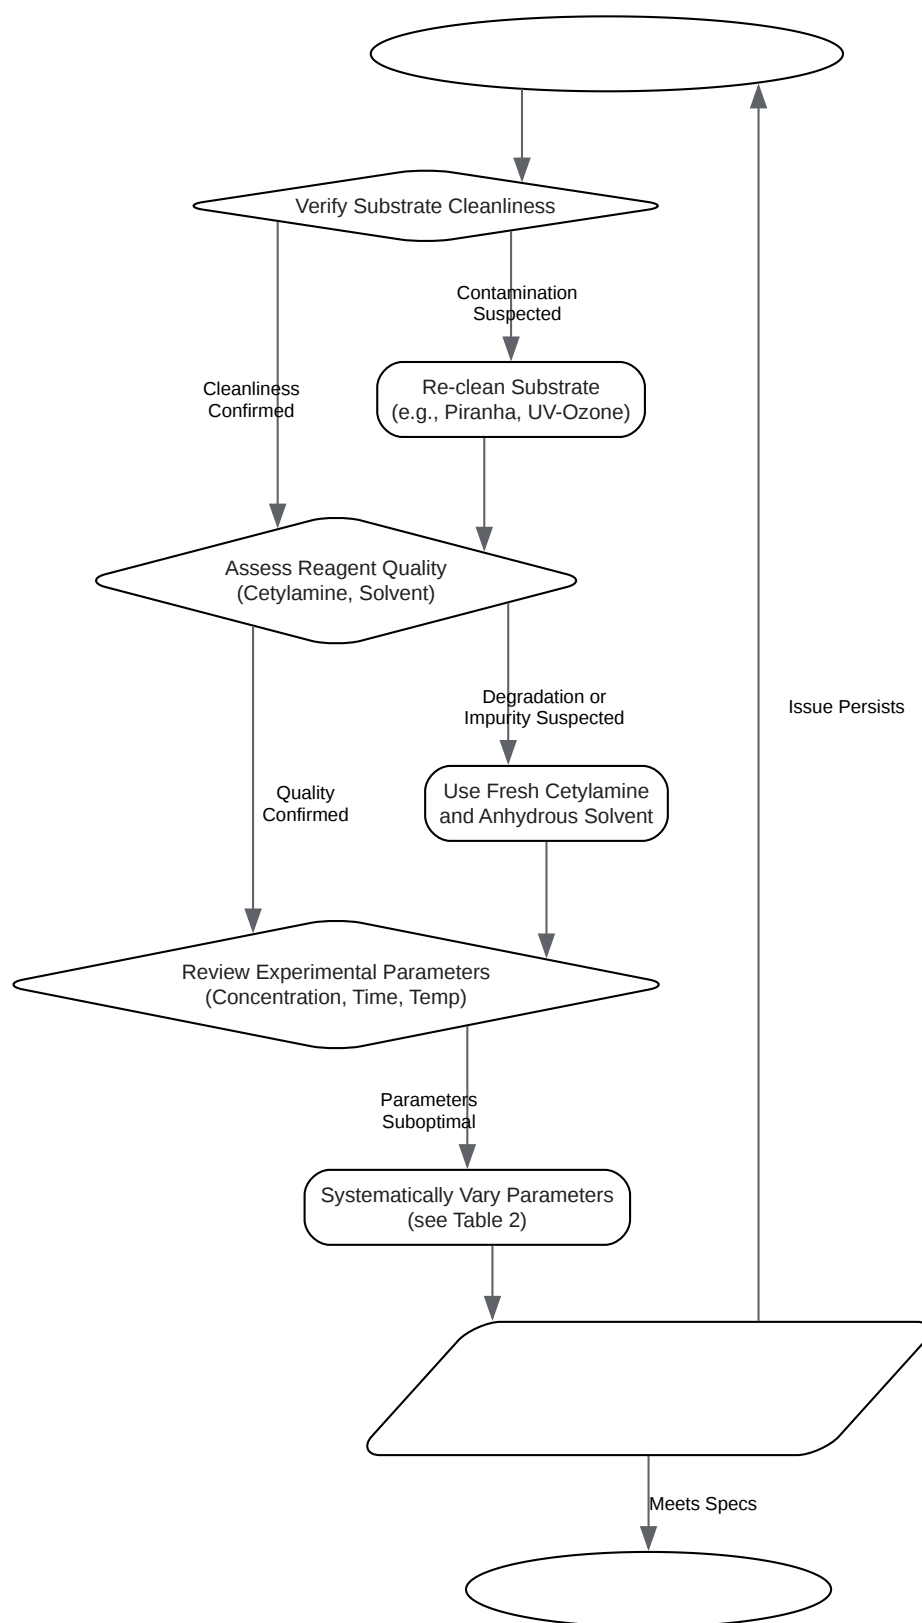 Verify Substrate Cleanliness
Contamination
Suspected
Re-clean Substrate
(e.g., Piranha, UV-Ozone)
Cleanliness
Confirmed
Assess Reagent Quality
(Cetylamine, Solvent)
Degradation or
Impurity Suspected
Issue Persists
Quality
Confirmed
Use Fresh Cetylamine
and Anhydrous Solvent
Review Experimental Parameters
(Concentration, Time, Temp)
Parameters
Suboptimal
Systematically Vary Parameters
(see Table 2)
Meets Specs